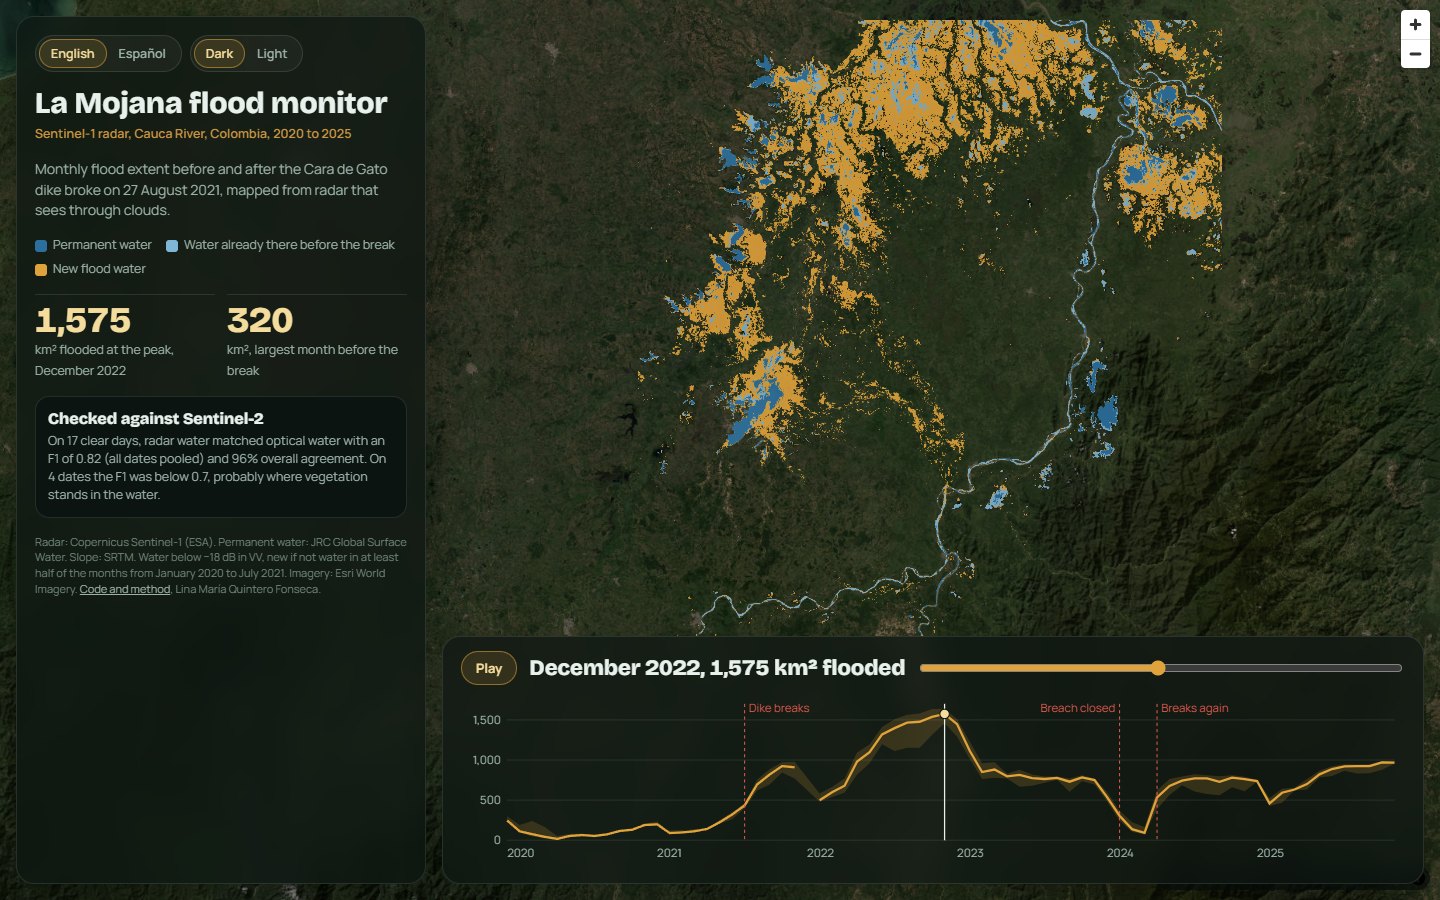 English Español Dark Light
La Mojana flood monitor
Sentinel-1 radar, Cauca River, Colombia, 2020 to 2025
Monthly flood extent before and after the Cara de Gato
dike broke on 27 August 2021, mapped from radar that
sees through clouds.
Permanent water Water already there before the break
New flood water
1,575 320
km² flooded at the peak, km², largest month before the
December 2022 break
Checked against Sentinel-2
On 17 clear days, radar water matched optical water with an
F1 of 0.82 (all dates pooled) and 96% overall agreement. On
4 dates the F1 was below 0.7, probably where vegetation
stands in the water.
Radar: Copernicus Sentinel-1 (ESA). Permanent water: JRC Global Surface
Water. Slope: SRTM. Water below −18 dB in VV, new if not water in at least
half of the months from January 2020 to July 2021. Imagery: Esri World
Imagery. Code and method. Lina María Quintero Fonseca.
+
−
Play December 2022, 1,575 km² flooded
Dike breaks Breach closed Breaks again
1,500
1,000
500
0
2020 2021 2022 2023 2024 2025